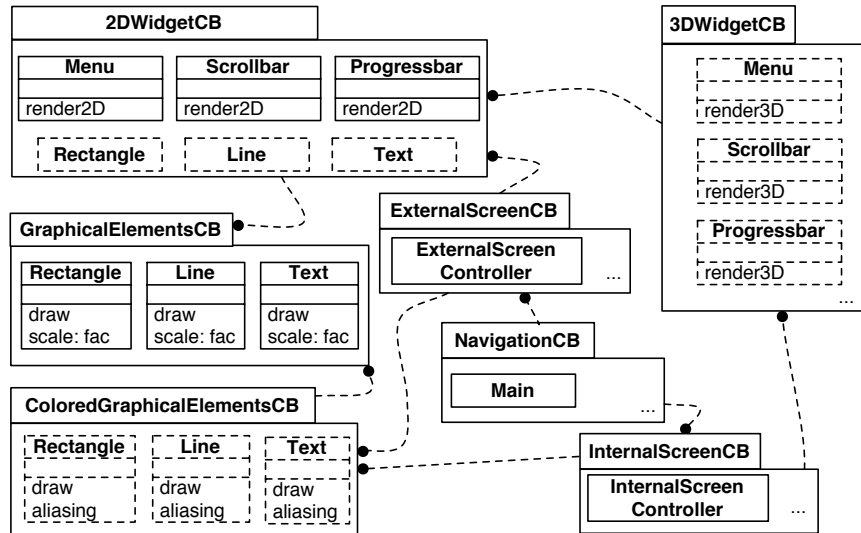 2DWidgetCB
Menu
render2D
Scrollbar
render2D
Progressbar
render2D
Rectangle
Line
Text
3DWidgetCB
Menu
render3D
Scrollbar
render3D
Progressbar
render3D
...
GraphicalElementsCB
Rectangle
draw
scale: fac
Line
draw
scale: fac
Text
draw
scale: fac
ExternalScreenCB
ExternalScreen
Controller
...
NavigationCB
Main
...
ColoredGraphicalElementsCB
Rectangle
draw
aliasing
Line
draw
aliasing
Text
draw
aliasing
InternalScreenCB
InternalScreen
Controller
...